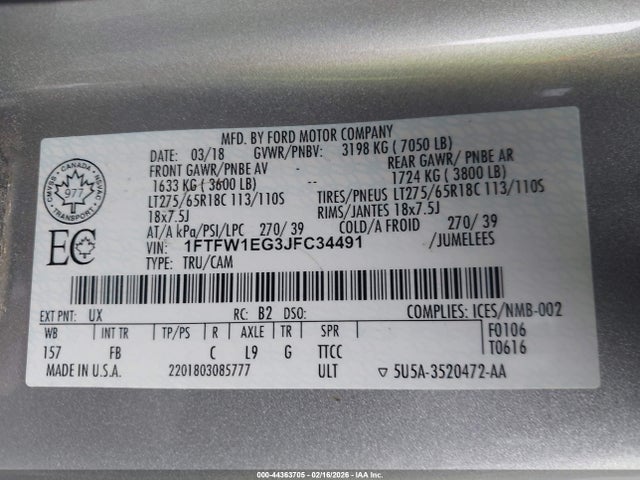 MFD. BY FORD MOTOR COMPANY
DATE: 03/18 GVWR/PNBV: 3198 KG ( 7050 LB)
FRONT GAWR/PNBE AV REAR GAWR/ PNBE AR
1633 KG ( 3600 LB) -- 1724 KG ( 3800 LB)
LT275/65R18C 113/110S TIRES/PNEUS LT275/65R18C 113/110S
18x7.5J RIMS/JANTES 18x7.5J
AT/A kPa/PSI/LPC 270/ 39 COLD/A FROID 270/ 39
VIN: 1FTFW1EG3JFC34491 /JUMELEES
TYPE: TRU/CAM
CANADA
CMVSS NSVAC
977
TRANSPORT
EC
EXT PNT: UX RC: B2 DSO: COMPLIES: ICES/NMB-002
WB INT TR TP/PS R AXLE TR SPR F0106
157 FB C L9 G TTCC T0616
MADE IN U.S.A. 2201803085777 ULT ▽ 5U5A-3520472-AA
000-44363705 - 02/16/2026 - IAA Inc.